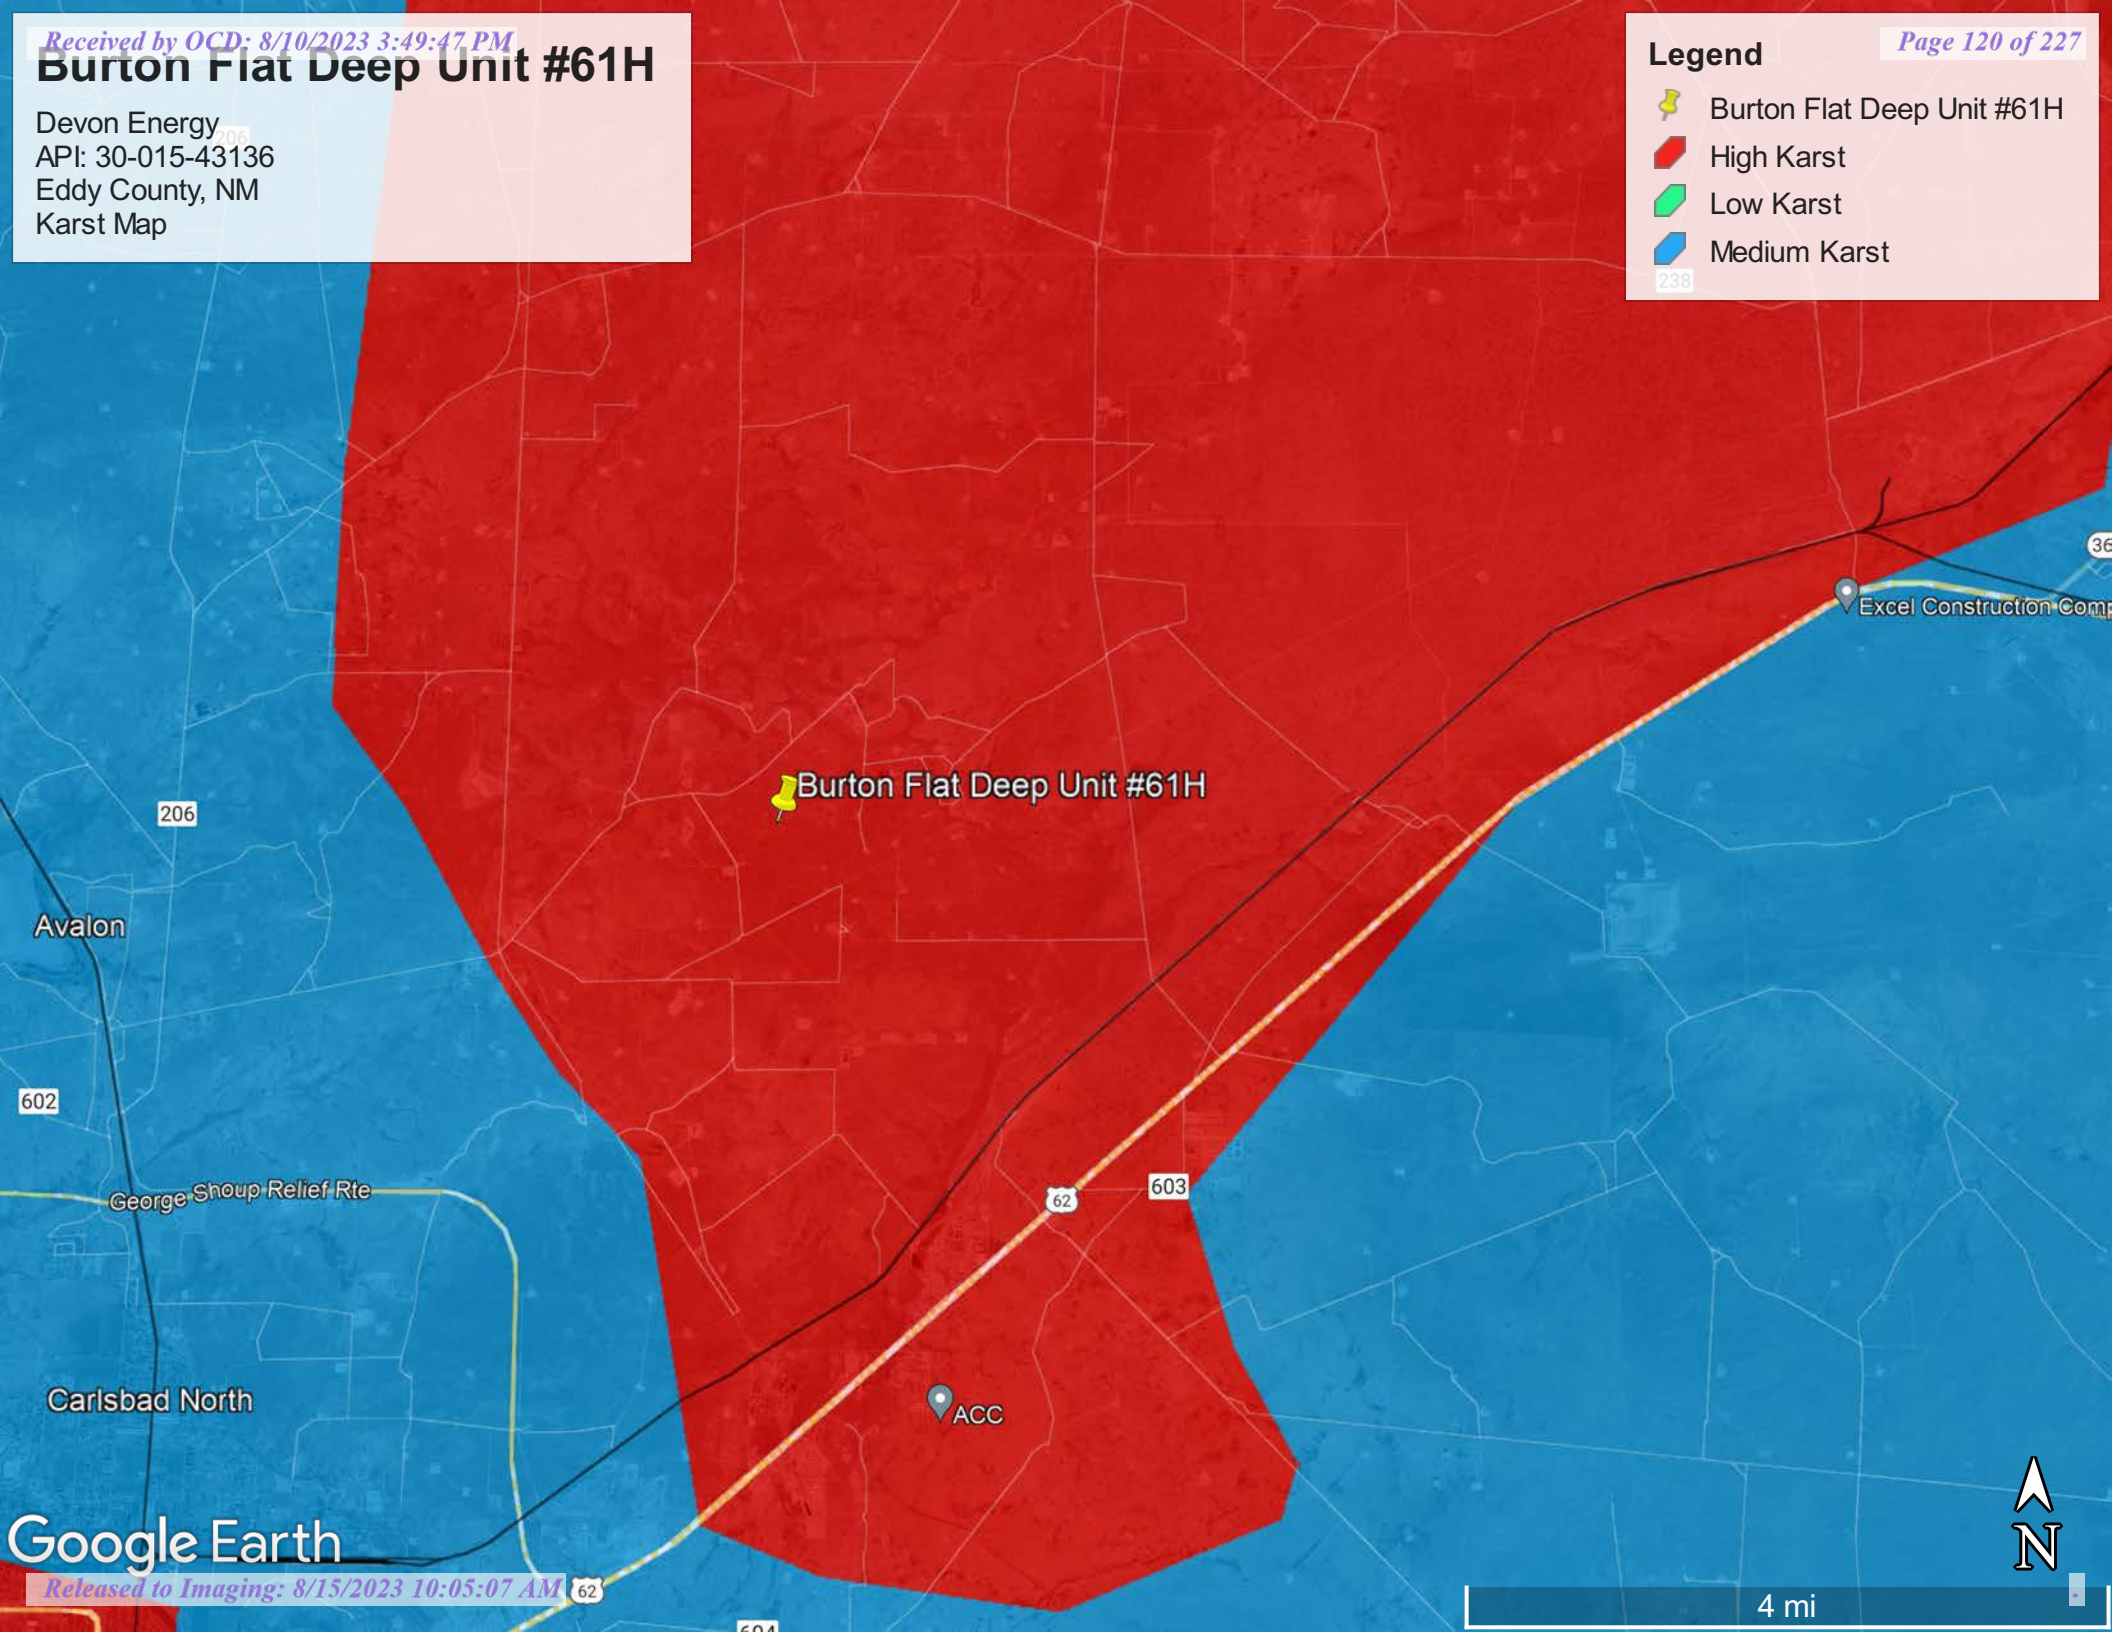 Received by OCD: 8/10/2023 3:49:47 PM
Page 120 of 227
Burton Flat Deep Unit #61H
Devon Energy
API: 30-015-43136
Eddy County, NM
Karst Map
206
Legend
Burton Flat Deep Unit #61H
High Karst
Low Karst
Medium Karst
238
36
Excel Construction Comp
Burton Flat Deep Unit #61H
206
Avalon
602
George Shoup Relief Rte
603
62
Carlsbad North
ACC
N
Google Earth
Released to Imaging: 8/15/2023 10:05:07 AM
62
4 mi